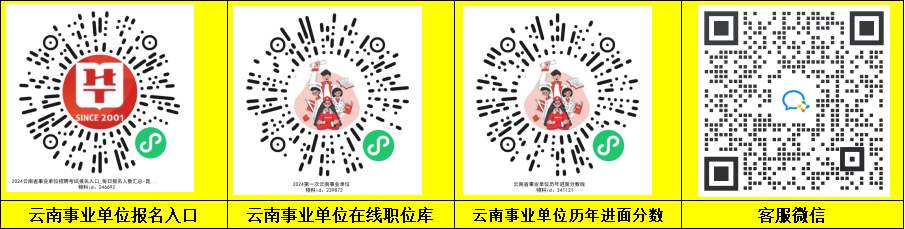 HT
SINCE 2001
2024云南省事业单位招聘考试报名入口_每日报名人数汇总-昆...
物料id: 246692
2024第一次云南事业单位
物料id: 239872
云南省事业单位历年进面分数线
物料id: 241121
云南事业单位报名入口
云南事业单位在线职位库
云南事业单位历年进面分数
客服微信